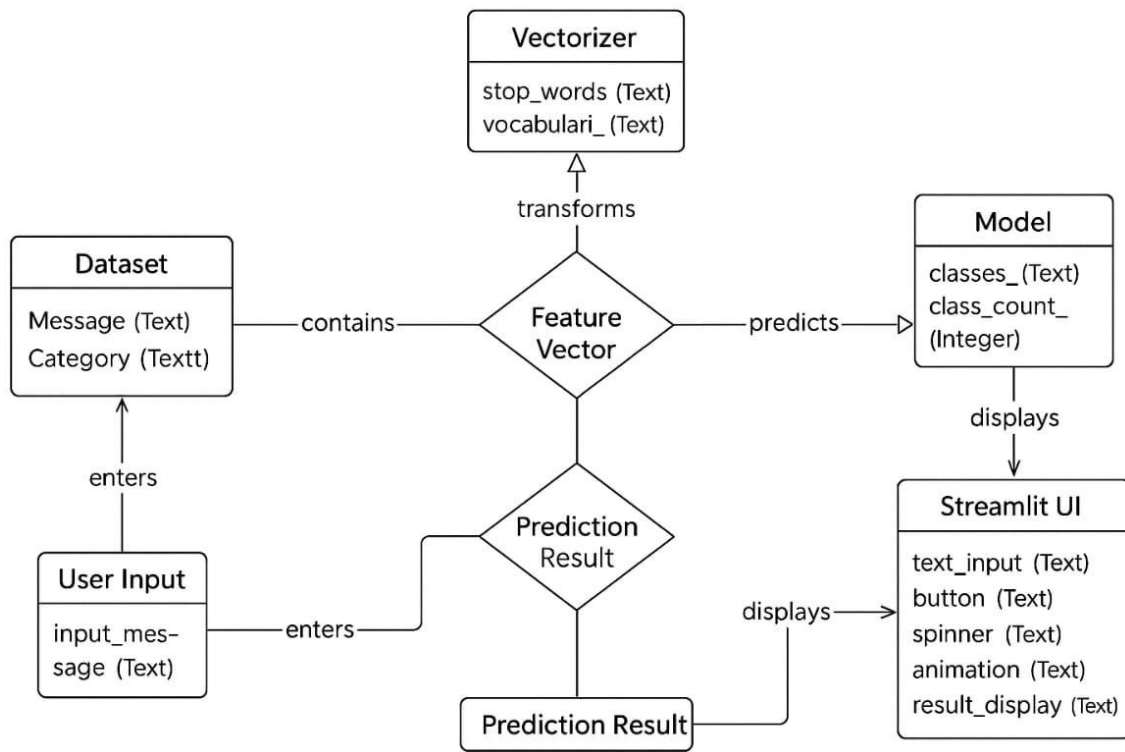 Vectorizer
stop_words (Text)
vocabulari_ (Text)
transforms
Model
classes_ (Text)
class_count_
(Integer)
Dataset
Message (Text)
Category (Textt)
contains
Feature
Vector
predicts
displays
enters
Prediction
Result
Streamlit UI
text_input (Text)
button (Text)
spinner (Text)
animation (Text)
result_display (Text)
User Input
input_mes-
sage (Text)
enters
displays
Prediction Result